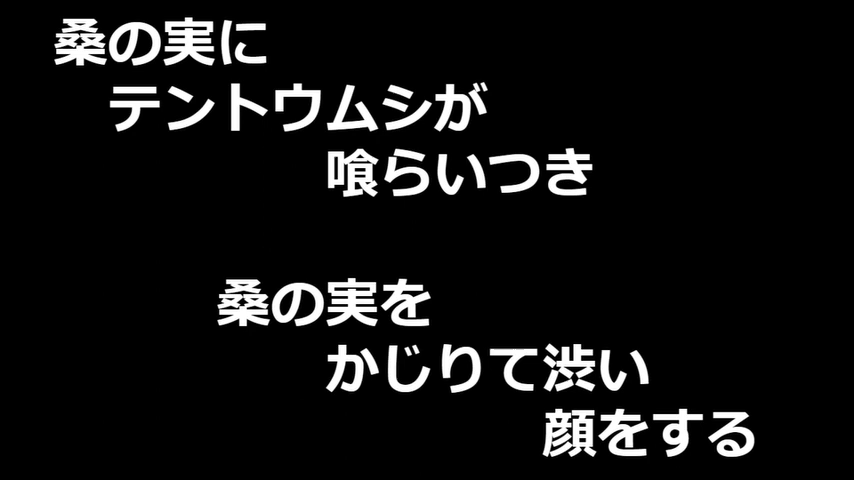 桑の実に
テントウムシが
喰らいつき
桑の実を
かじりて渋い
顔をする